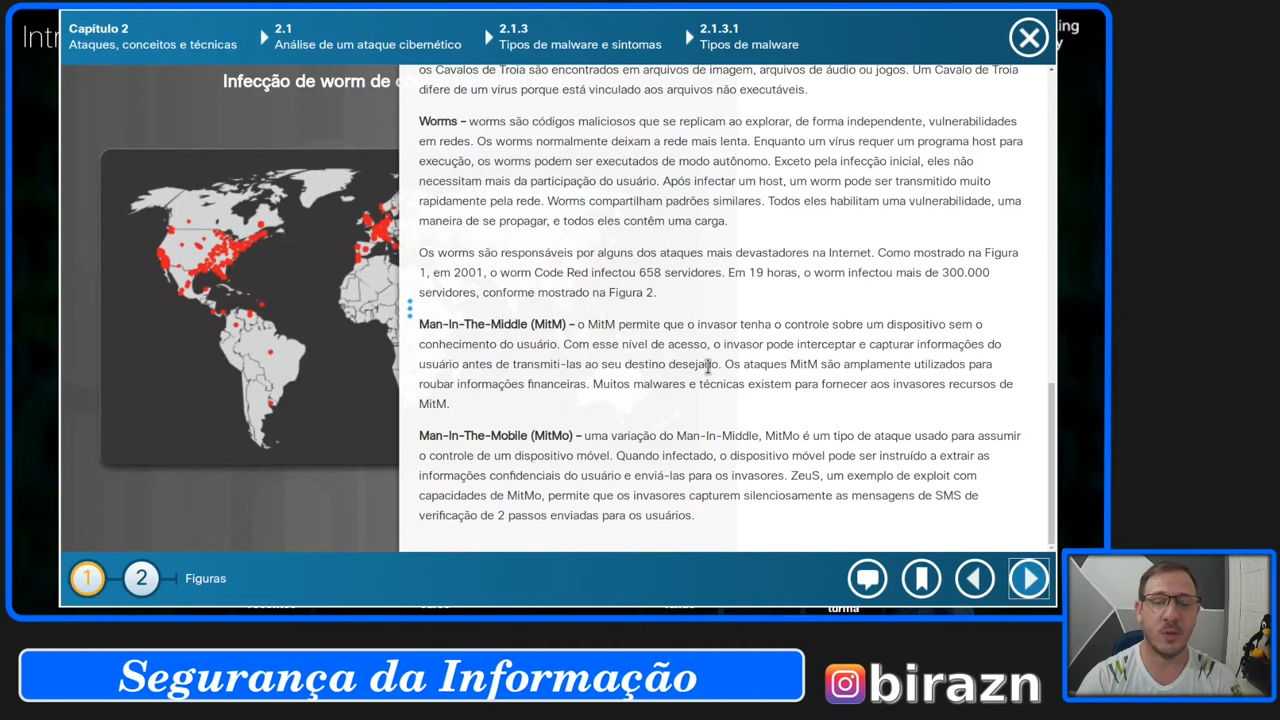 Intr
king
y
Capítulo 2
Ataques, conceitos e técnicas
2.1
Análise de um ataque cibernético
2.1.3
Tipos de malware e sintomas
2.1.3.1
Tipos de malware
Infecção de worm de c
os Cavalos de Troia são encontrados em arquivos de imagem, arquivos de áudio ou jogos. Um Cavalo de Troia
difere de um vírus porque está vinculado aos arquivos não executáveis.
Worms – worms são códigos maliciosos que se replicam ao explorar, de forma independente, vulnerabilidades
em redes. Os worms normalmente deixam a rede mais lenta. Enquanto um vírus requer um programa host para
execução, os worms podem ser executados de modo autônomo. Exceto pela infecção inicial, eles não
necessitam mais da participação do usuário. Após infectar um host, um worm pode ser transmitido muito
rapidamente pela rede. Worms compartilham padrões similares. Todos eles habilitam uma vulnerabilidade, uma
maneira de se propagar, e todos eles contêm uma carga.
Os worms são responsáveis por alguns dos ataques mais devastadores na Internet. Como mostrado na Figura
1, em 2001, o worm Code Red infectou 658 servidores. Em 19 horas, o worm infectou mais de 300.000
servidores, conforme mostrado na Figura 2.
Man-In-The-Middle (MitM) – o MitM permite que o invasor tenha o controle sobre um dispositivo sem o
conhecimento do usuário. Com esse nível de acesso, o invasor pode interceptar e capturar informações do
usuário antes de transmiti-las ao seu destino desejado. Os ataques MitM são amplamente utilizados para
roubar informações financeiras. Muitos malwares e técnicas existem para fornecer aos invasores recursos de
MitM.
Man-In-The-Mobile (MitMo) – uma variação do Man-In-Middle, MitMo é um tipo de ataque usado para assumir
o controle de um dispositivo móvel. Quando infectado, o dispositivo móvel pode ser instruído a extrair as
informações confidenciais do usuário e enviá-las para os invasores. ZeuS, um exemplo de exploit com
capacidades de MitMo, permite que os invasores capturem silenciosamente as mensagens de SMS de
verificação de 2 passos enviadas para os usuários.
1 2 Figuras
turma
Segurança da Informação
birazn